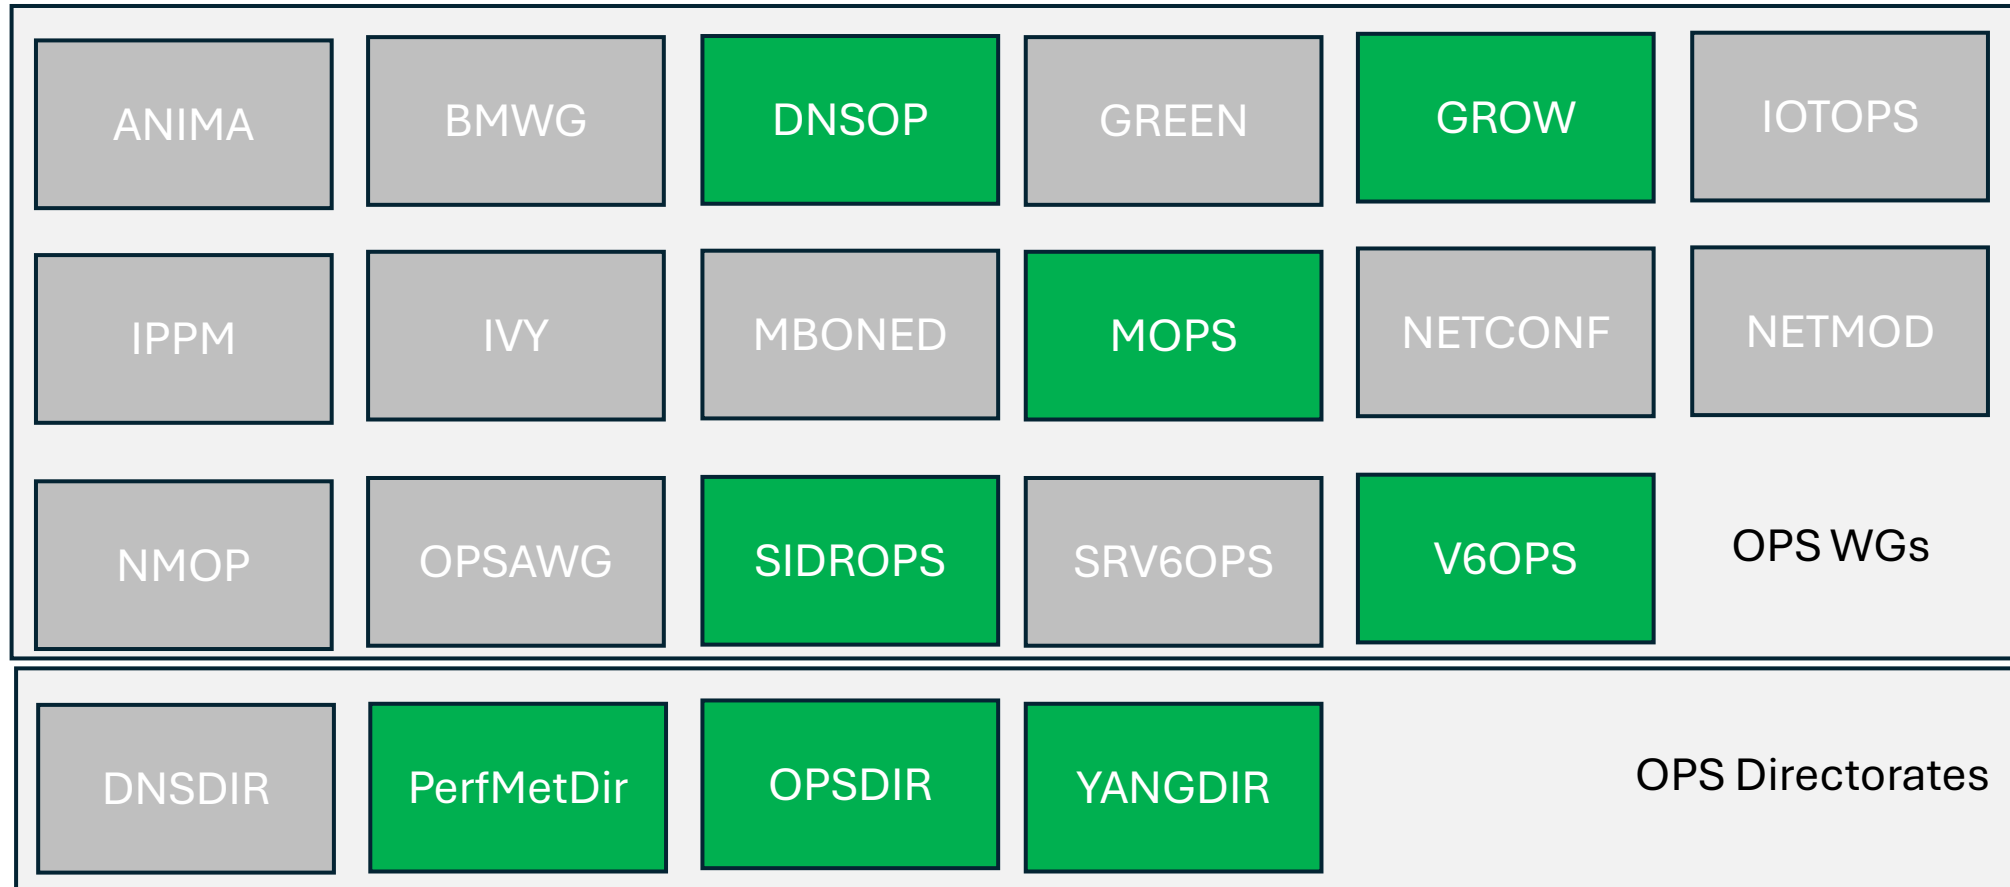 ANIMA
BMWG
DNSOP
GREEN
GROW
IOTOPS
IPPM
IVY
MBONED
MOPS
NETCONF
NETMOD
NMOP
OPSAWG
SIDROPS
SRV6OPS
V6OPS
OPS WGs
DNSDIR
PerfMetDir
OPSDIR
YANGDIR
OPS Directorates